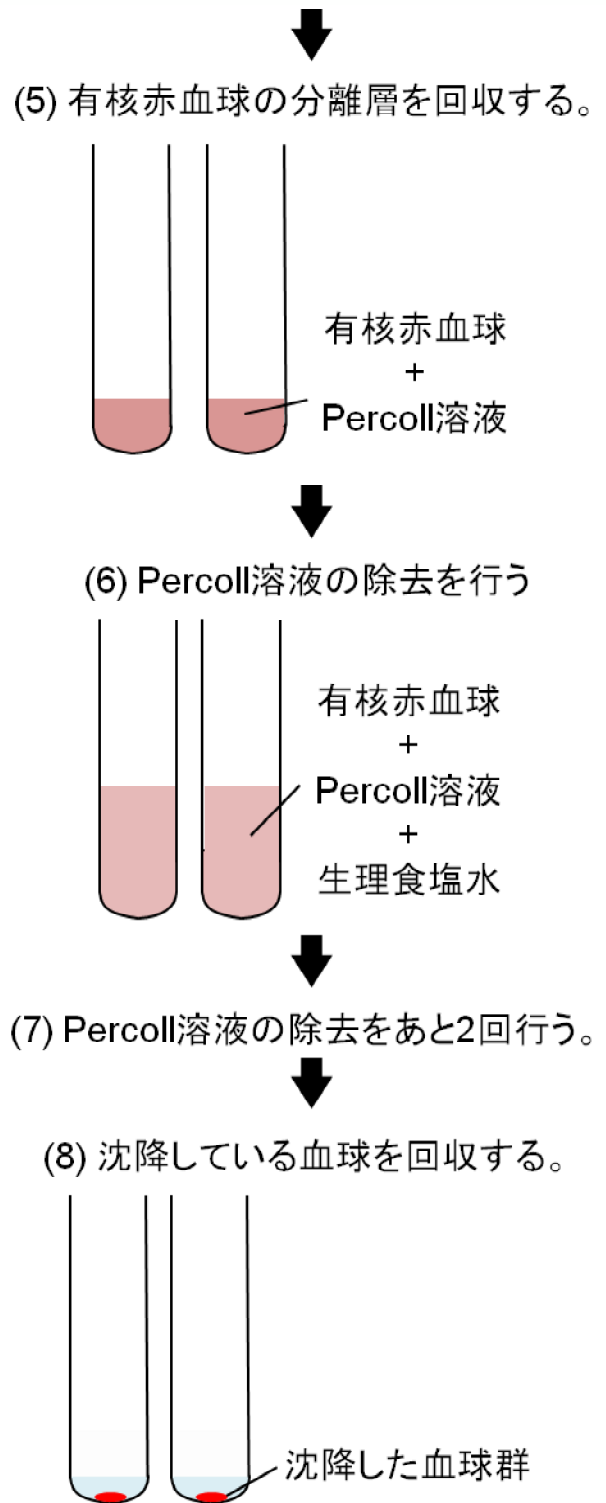 (5) 有核赤血球の分離層を回収する。
有核赤血球
+
Percoll溶液
(6) Percoll溶液の除去を行う
有核赤血球
+
Percoll溶液
+
生理食塩水
(7) Percoll溶液の除去をあと2回行う。
(8) 沈降している血球を回収する。
沈降した血球群